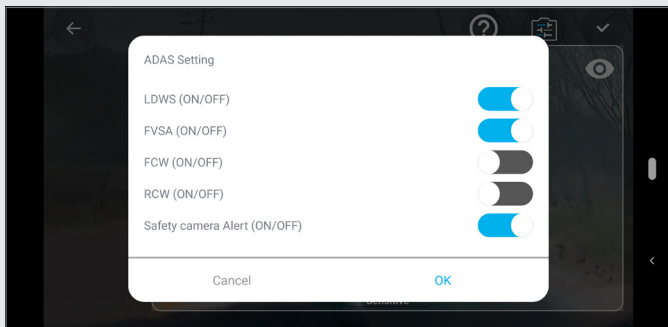 ADAS Setting
LDWS (ON/OFF)
FVSA (ON/OFF)
FCW (ON/OFF)
RCW (ON/OFF)
Safety camera Alert (ON/OFF)
Cancel OK
Sensitive